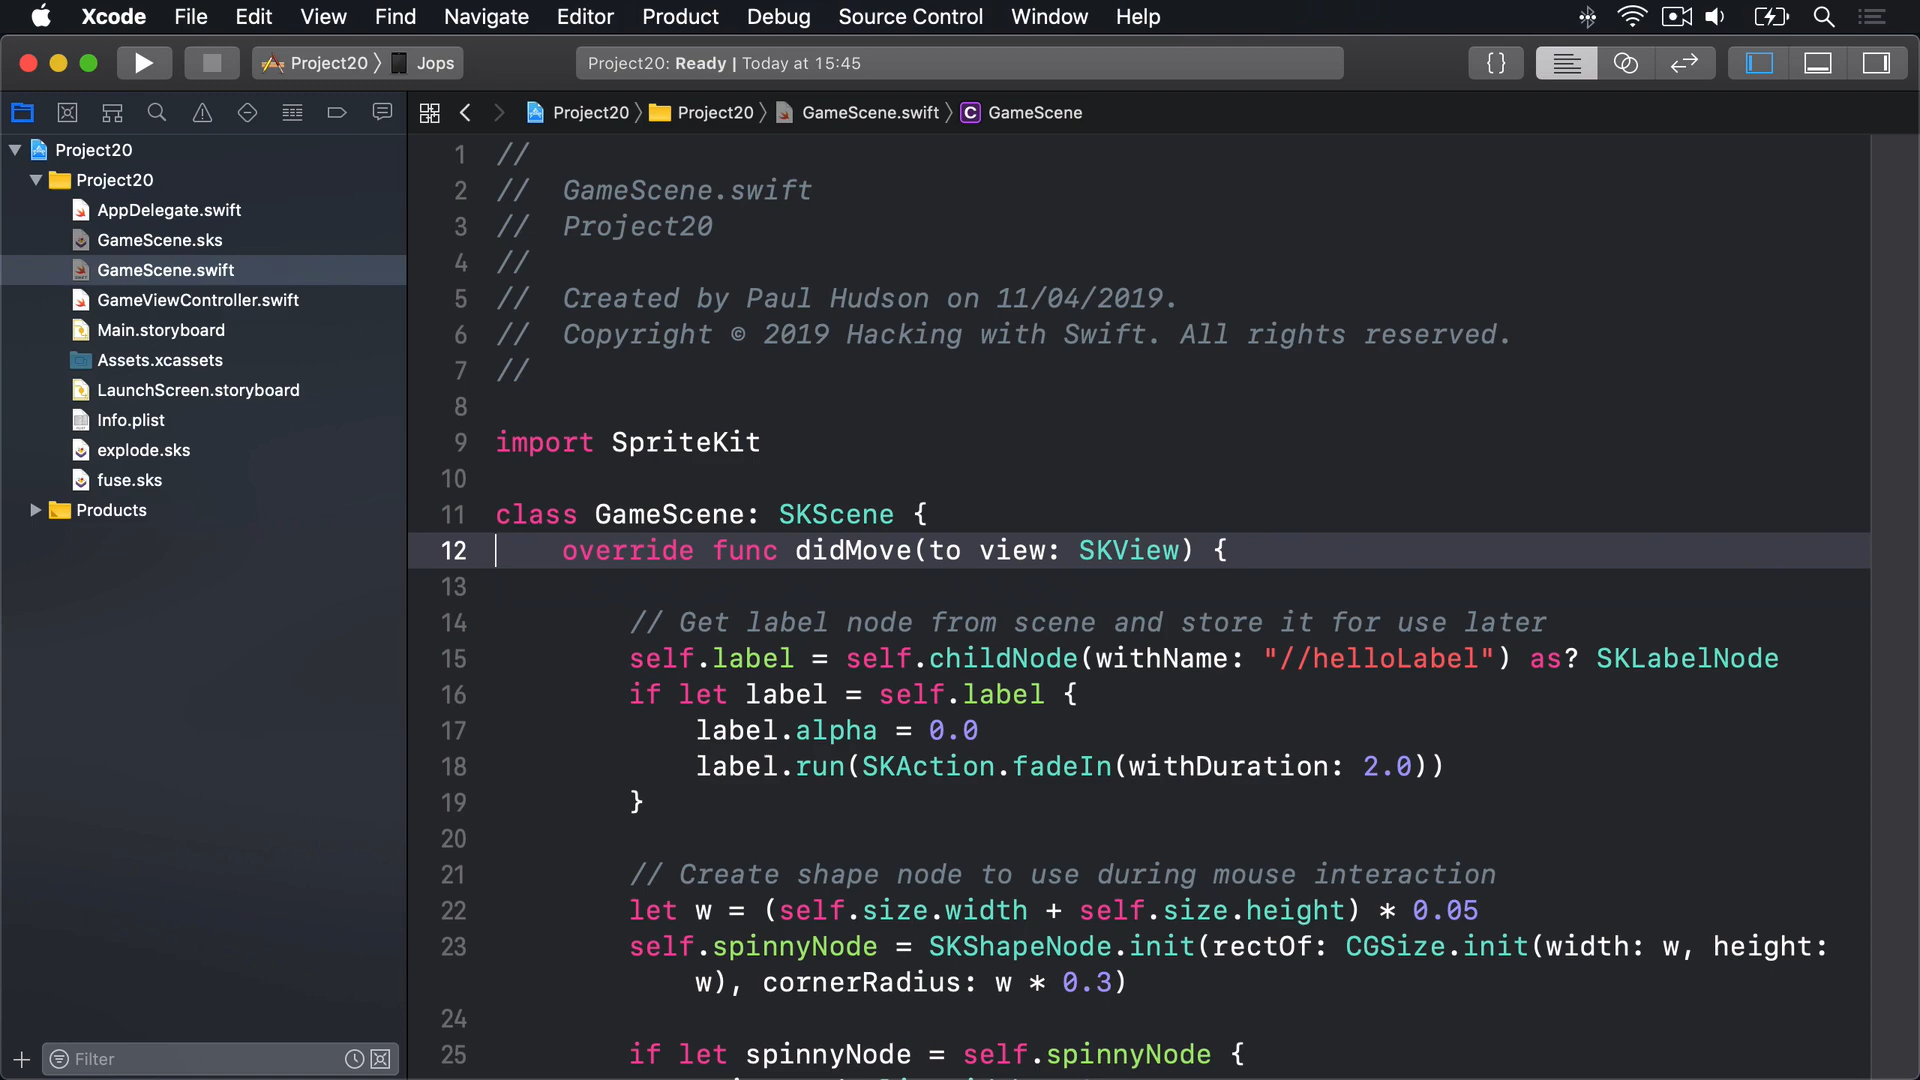 Xcode File Edit View Find Navigate Editor Product Debug Source Control Window Help
Project20 〉 Jops
Project20: Ready | Today at 15:45
{ }
Project20 〉 Project20 〉 GameScene.swift 〉 C GameScene
Project20
Project20
AppDelegate.swift
GameScene.sks
GameScene.swift
GameViewController.swift
Main.storyboard
Assets.xcassets
LaunchScreen.storyboard
Info.plist
explode.sks
fuse.sks
Products
Filter
1 //
2 //  GameScene.swift
3 //  Project20
4 //
5 //  Created by Paul Hudson on 11/04/2019.
6 //  Copyright © 2019 Hacking with Swift. All rights reserved.
7 //
8
9 import SpriteKit
10
11 class GameScene: SKScene {
12     override func didMove(to view: SKView) {
13
14         // Get label node from scene and store it for use later
15         self.label = self.childNode(withName: "//helloLabel") as? SKLabelNode
16         if let label = self.label {
17             label.alpha = 0.0
18             label.run(SKAction.fadeIn(withDuration: 2.0))
19         }
20
21         // Create shape node to use during mouse interaction
22         let w = (self.size.width + self.size.height) * 0.05
23         self.spinnyNode = SKShapeNode.init(rectOf: CGSize.init(width: w, height:
w), cornerRadius: w * 0.3)
24
25         if let spinnyNode = self.spinnyNode {